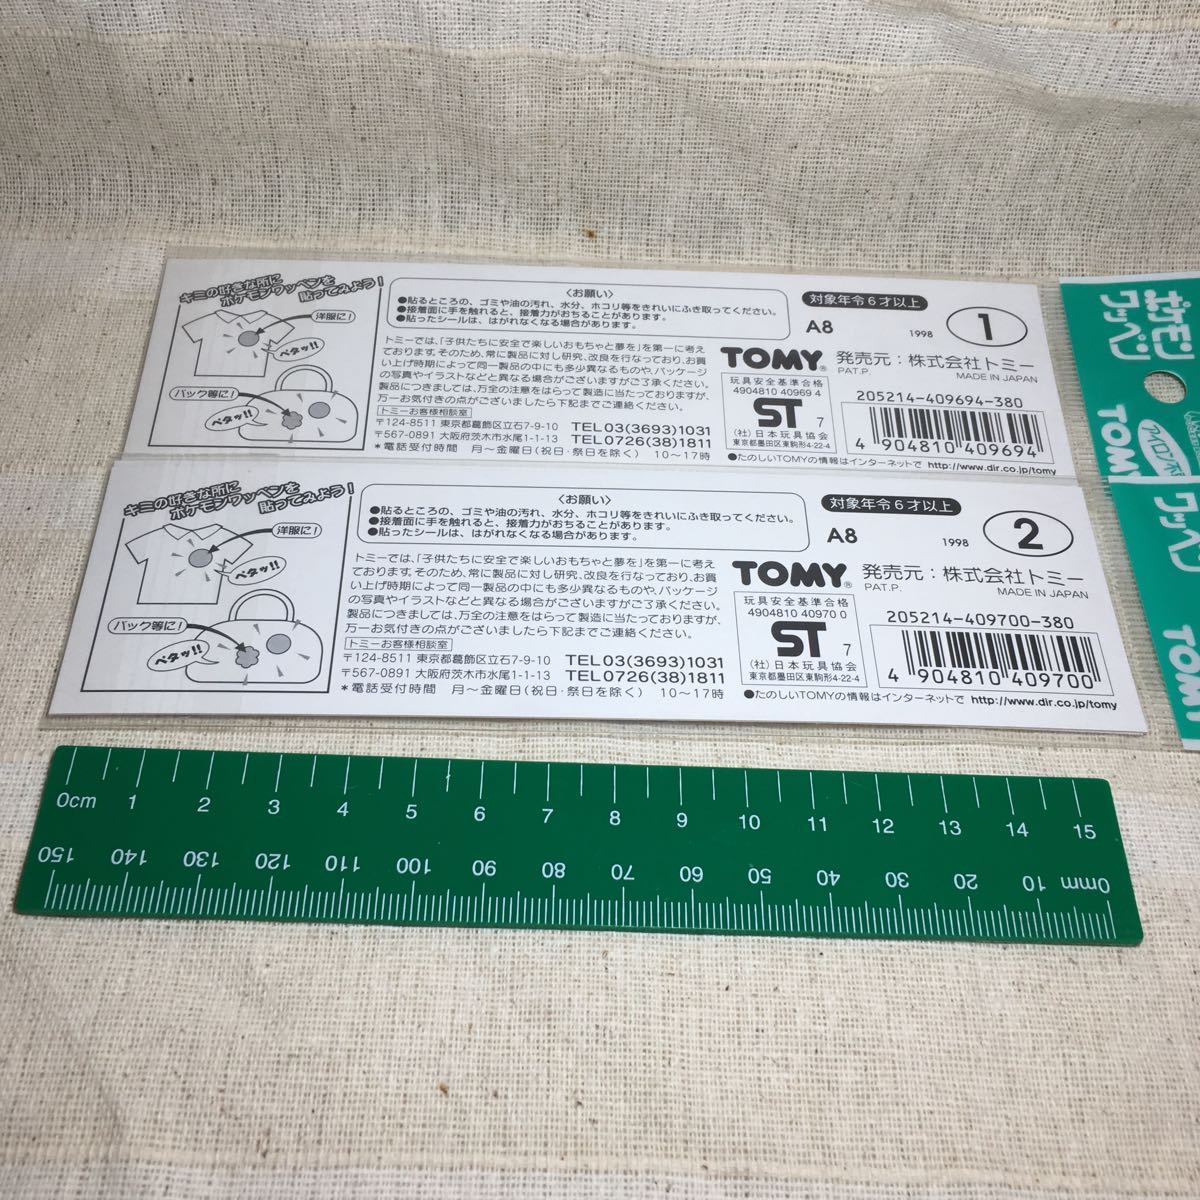 キミの好きな所に
ポケモンワッペンを
貼ってみよう!
洋服に!
ペタッ!!
バック等に!
ペタッ!!
〈お願い〉
●貼るところの、ゴミや油の汚れ、水分、ホコリ等をきれいにふき取ってください。
●接着面に手を触れると、接着力がおちることがあります。
●貼ったシールは、はがれなくなる場合があります。
トミーでは、「子供たちに安全で楽しいおもちゃと夢を」を第一に考え
ております。そのため、常に製品に対し研究、改良を行なっており、お買
い上げ時期によって同一製品の中にも多少異なるものや、パッケージ
の写真やイラストなどと異なる場合がございますがご了承ください。
製品につきましては、万全の注意をはらって製造に当たっておりますが、
万一お気付きの点がございましたら下記までご連絡ください。
トミーお客様相談室
〒124-8511 東京都葛飾区立石7-9-10 TEL03(3693)1031
〒567-0891 大阪府茨木市水尾1-1-13 TEL0726(38)1811
*電話受付時間 月〜金曜日(祝日・祭日を除く) 10〜17時
対象年令6才以上
A8 1998 1
TOMY® 発売元:株式会社トミー
PAT.P. MADE IN JAPAN
玩具安全基準合格
4904810 40969 4
ST 7
(社)日本玩具協会
東京都墨田区東駒形4-22-4
205214-409694-380
4 904810 409694
●たのしいTOMYの情報はインターネットで http://www.dir.co.jp/tomy
キミの好きな所に
ポケモンワッペンを
貼ってみよう!
洋服に!
ペタッ!!
バック等に!
ペタッ!!
〈お願い〉
●貼るところの、ゴミや油の汚れ、水分、ホコリ等をきれいにふき取ってください。
●接着面に手を触れると、接着力がおちることがあります。
●貼ったシールは、はがれなくなる場合があります。
トミーでは、「子供たちに安全で楽しいおもちゃと夢を」を第一に考え
ております。そのため、常に製品に対し研究、改良を行なっており、お買
い上げ時期によって同一製品の中にも多少異なるものや、パッケージ
の写真やイラストなどと異なる場合がございますがご了承ください。
製品につきましては、万全の注意をはらって製造に当たっておりますが、
万一お気付きの点がございましたら下記までご連絡ください。
トミーお客様相談室
〒124-8511 東京都葛飾区立石7-9-10 TEL03(3693)1031
〒567-0891 大阪府茨木市水尾1-1-13 TEL0726(38)1811
*電話受付時間 月〜金曜日(祝日・祭日を除く) 10〜17時
対象年令6才以上
A8 1998 2
TOMY® 発売元:株式会社トミー
PAT.P. MADE IN JAPAN
玩具安全基準合格
4904810 40970 0
ST 7
(社)日本玩具協会
東京都墨田区東駒形4-22-4
205214-409700-380
4 904810 409700
●たのしいTOMYの情報はインターネットで http://www.dir.co.jp/tomy
ポケモン
ワッペン
TOMY
ワッペン
TOMY
0cm 1 2 3 4 5 6 7 8 9 10 11 12 13 14 15
150 140 130 120 110 100 90 80 70 60 50 40 30 20 10 0mm